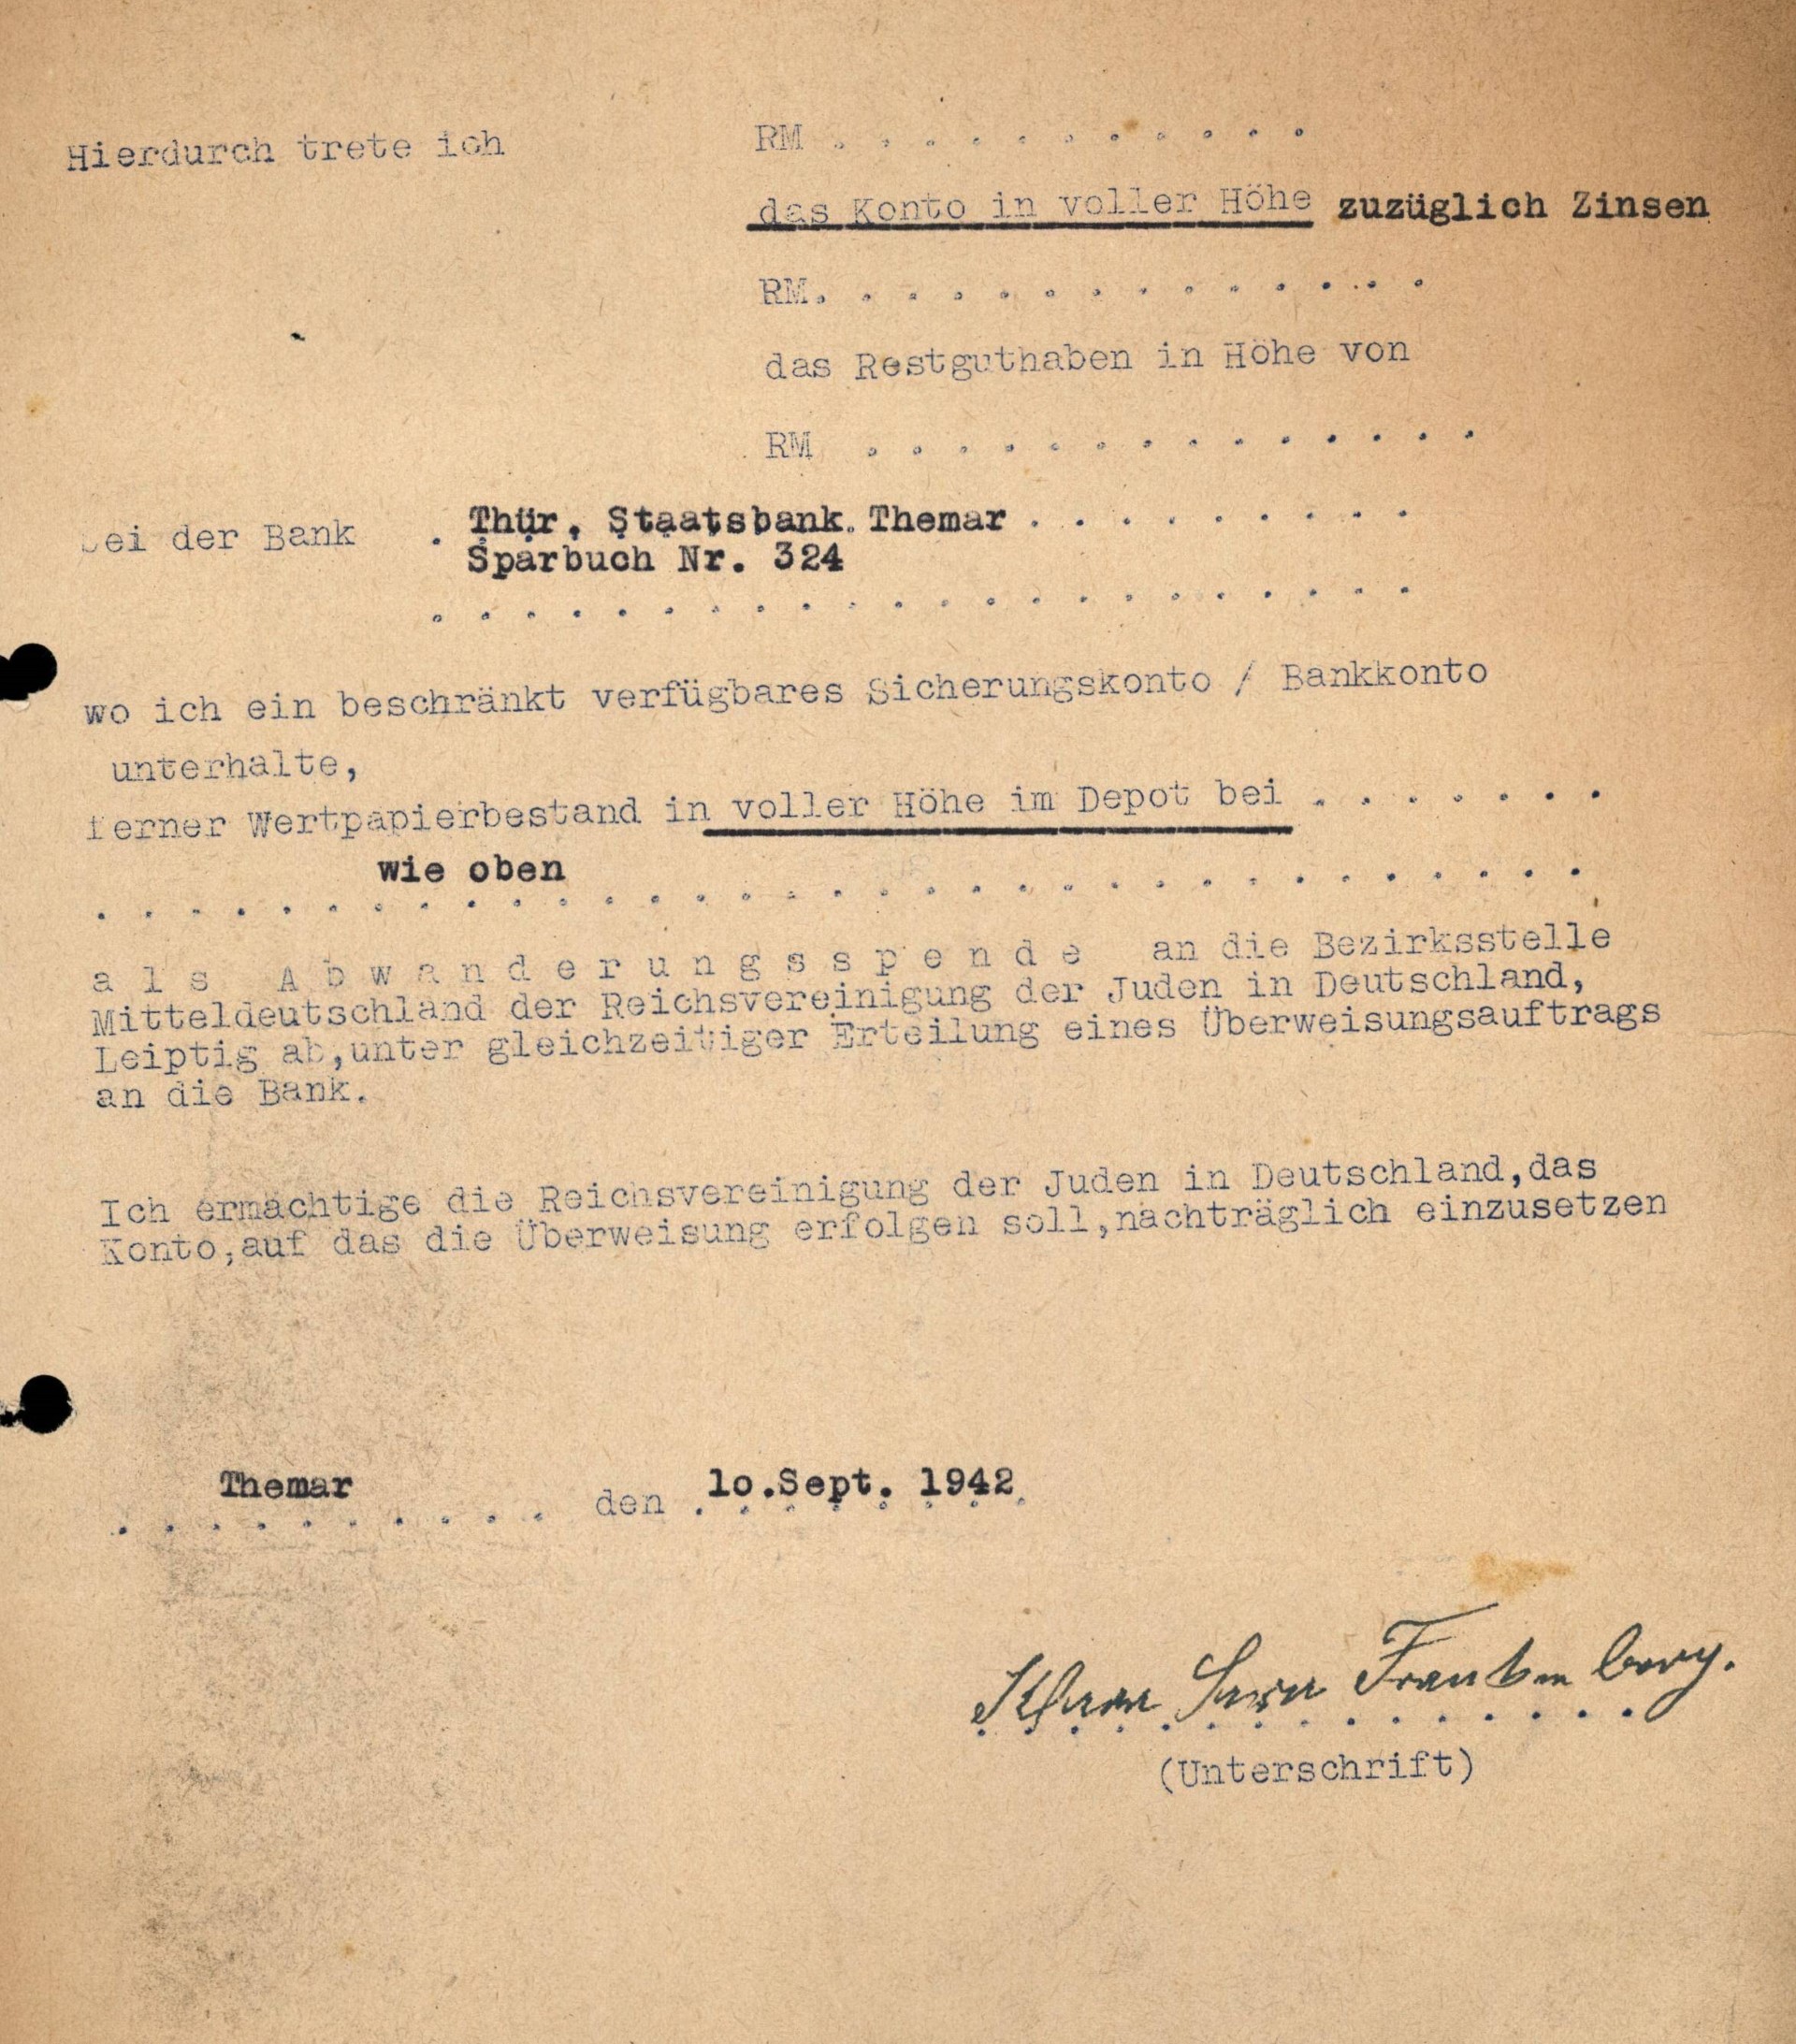 Hierdurch trete ich RM . . . . . . . . . . .
das Konto in voller Höhe zuzüglich Zinsen
RM. . . . . . . . . . . . . . .
das Restguthaben in Höhe von
RM . . . . . . . . . . . . . .
bei der Bank . Thür. Staatsbank Themar . . . . . . . . .
Sparbuch Nr. 324
. . . . . . . . . . . . . . . . . . . . . .
wo ich ein beschränkt verfügbares Sicherungskonto / Bankkonto
unterhalte,
ferner Wertpapierbestand in voller Höhe im Depot bei . . . . . . .
wie oben
. . . . . . . . . . . . . . . . . . . . . . . . . . . . . . . . .
a l s A b w a n d e r u n g s s p e n d e an die Bezirksstelle
Mitteldeutschland der Reichsvereinigung der Juden in Deutschland,
Leiptig ab,unter gleichzeitiger Erteilung eines Überweisungsauftrags
an die Bank.
Ich ermächtige die Reichsvereinigung der Juden in Deutschland,das
Konto,auf das die Überweisung erfolgen soll,nachträglich einzusetzen
Themar . . . . . . . . . . den lo.Sept. 1942
Klara Sara Frankenberg.
(Unterschrift)